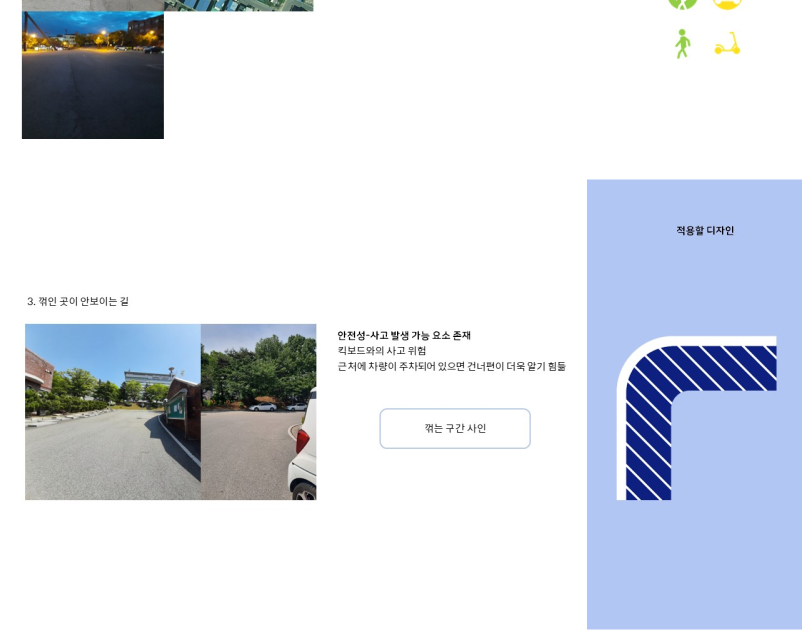 적용할 디자인
3. 꺾인 곳이 안보이는 길
안전성-사고 발생 가능 요소 존재
킥보드와의 사고 위험
근처에 차량이 주차되어 있으면 건너편이 더욱 알기 힘듦
꺾는 구간 사인